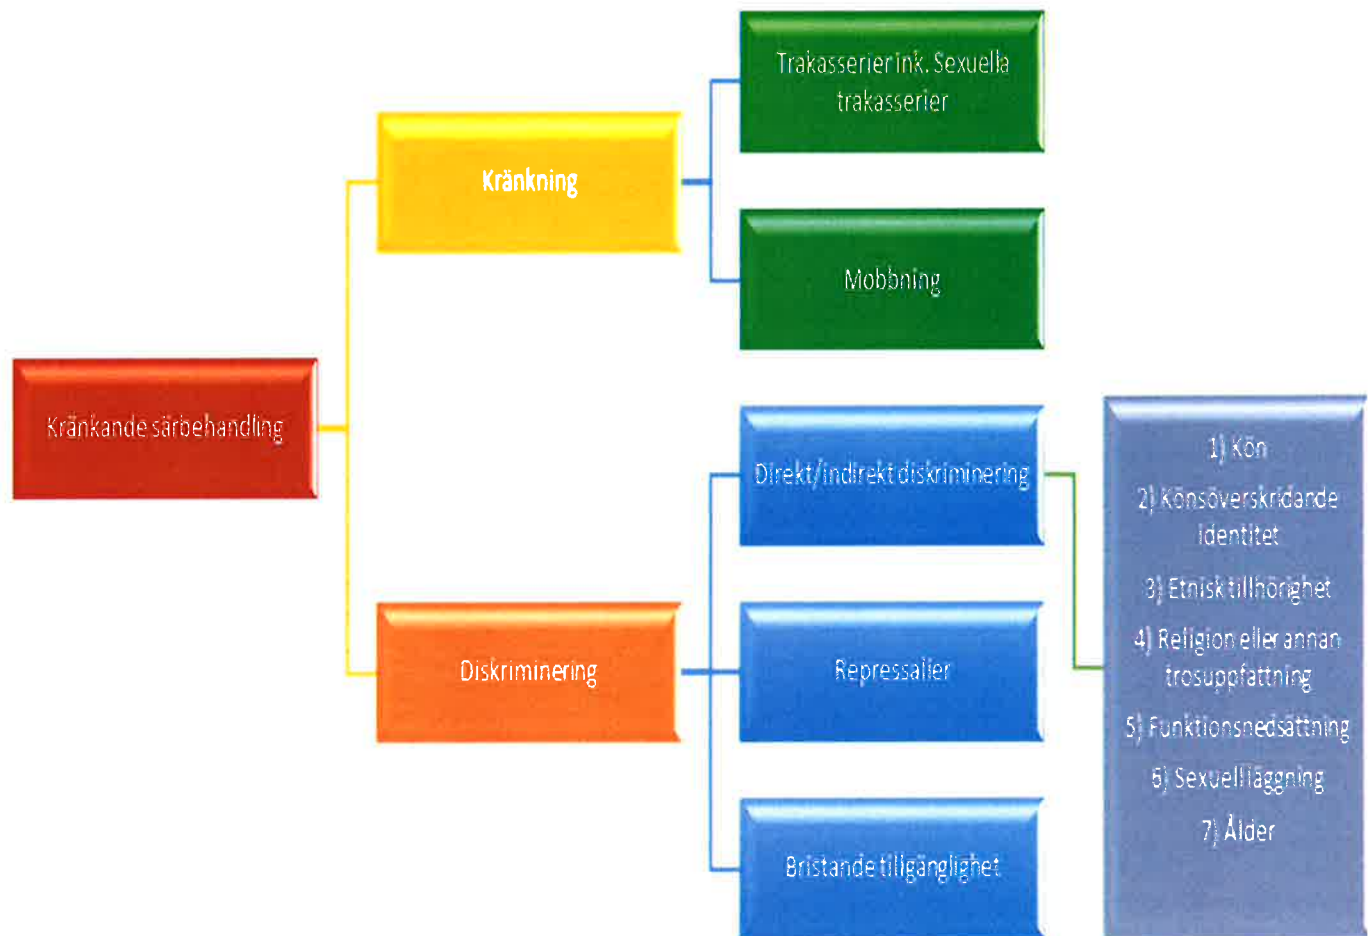 Trakasserier ink. Sexuella
trakasserier
Kränkning
Mobbning
Kränkande särbehandling
Direkt/indirekt diskriminering
1) Kön
2) Könsöverskridande
identitet
3) Etnisk tillhörighet
4) Religion eller annan
trosuppfattning
5) Funktionsnedsättning
6) Sexuell läggning
7) Ålder
Diskriminering
Repressalier
Bristande tillgänglighet